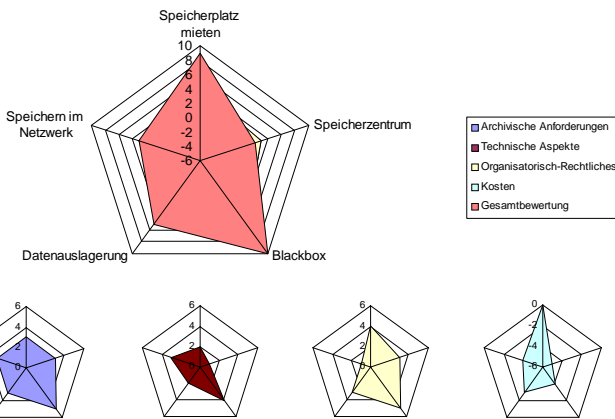 Speicherplatz
mieten
10
8
6
4
2
0
-2
-4
-6
Speichern im
Netzwerk
Speicherzentrum
Datenauslagerung
Blackbox
Archivische Anforderungen
Technische Aspekte
Organisatorisch-Rechtliches
Kosten
Gesamtbewertung
6
4
2
0
6
4
2
0
6
4
2
0
0
-2
-4
-6